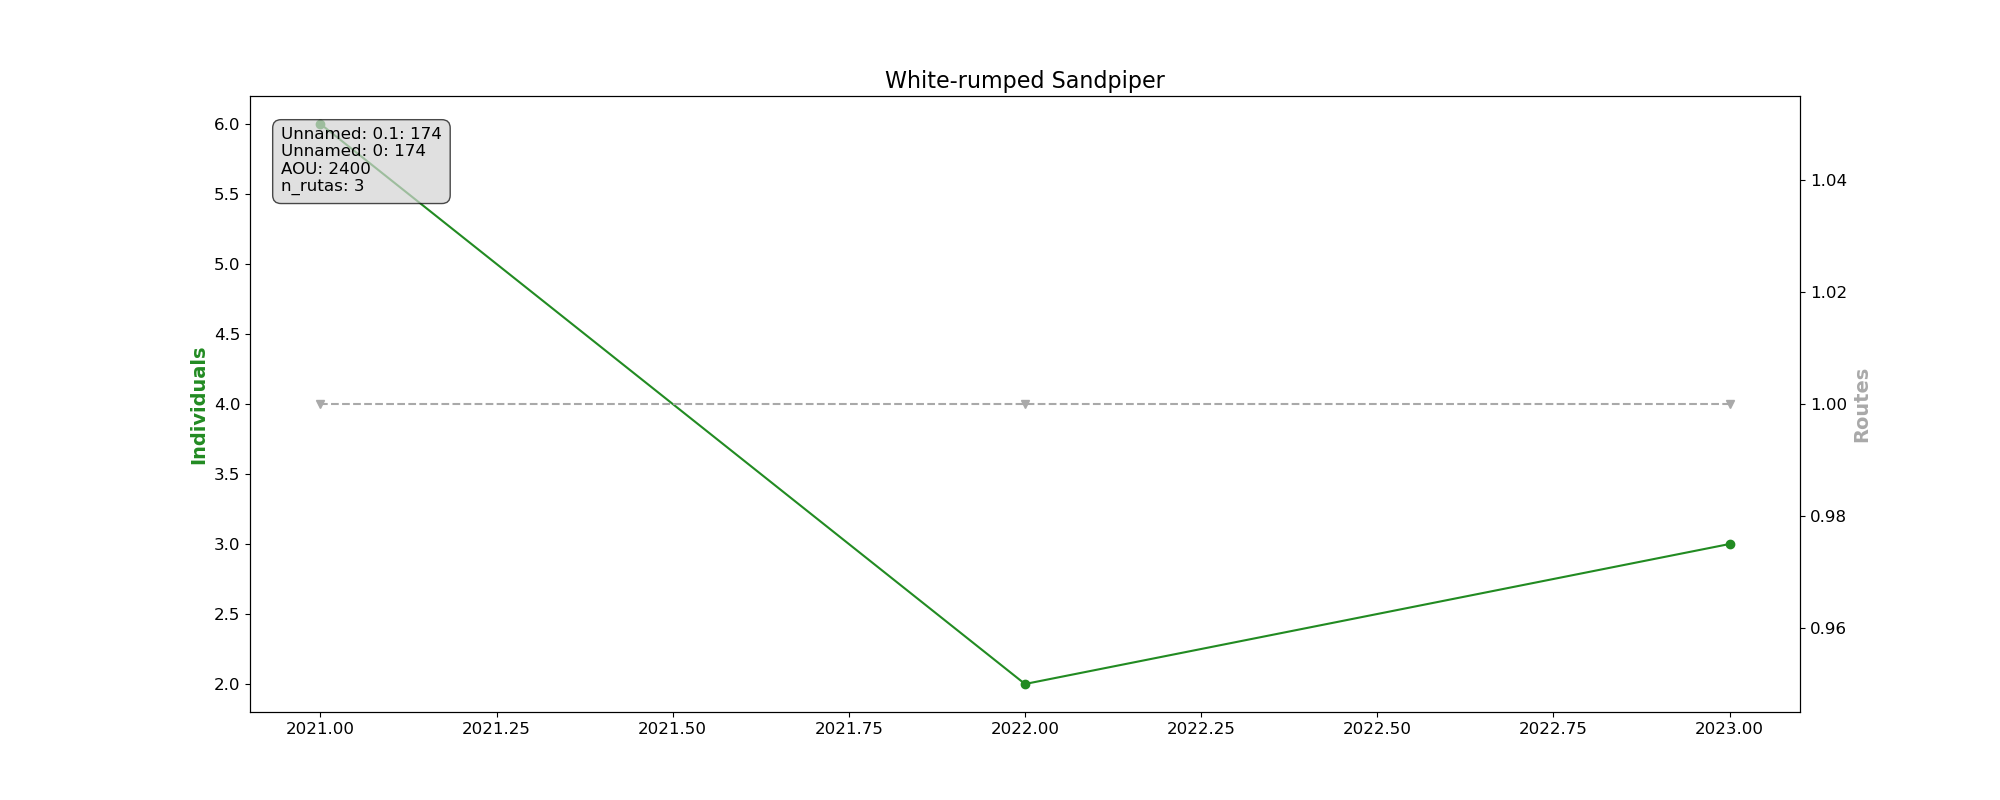 White-rumped Sandpiper
Unnamed: 0.1: 174
Unnamed: 0: 174
AOU: 2400
n_rutas: 3
Individuals
6.0
5.5
5.0
4.5
4.0
3.5
3.0
2.5
2.0
1.04
1.02
1.00
0.98
0.96
Routes
2021.00 2021.25 2021.50 2021.75 2022.00 2022.25 2022.50 2022.75 2023.00